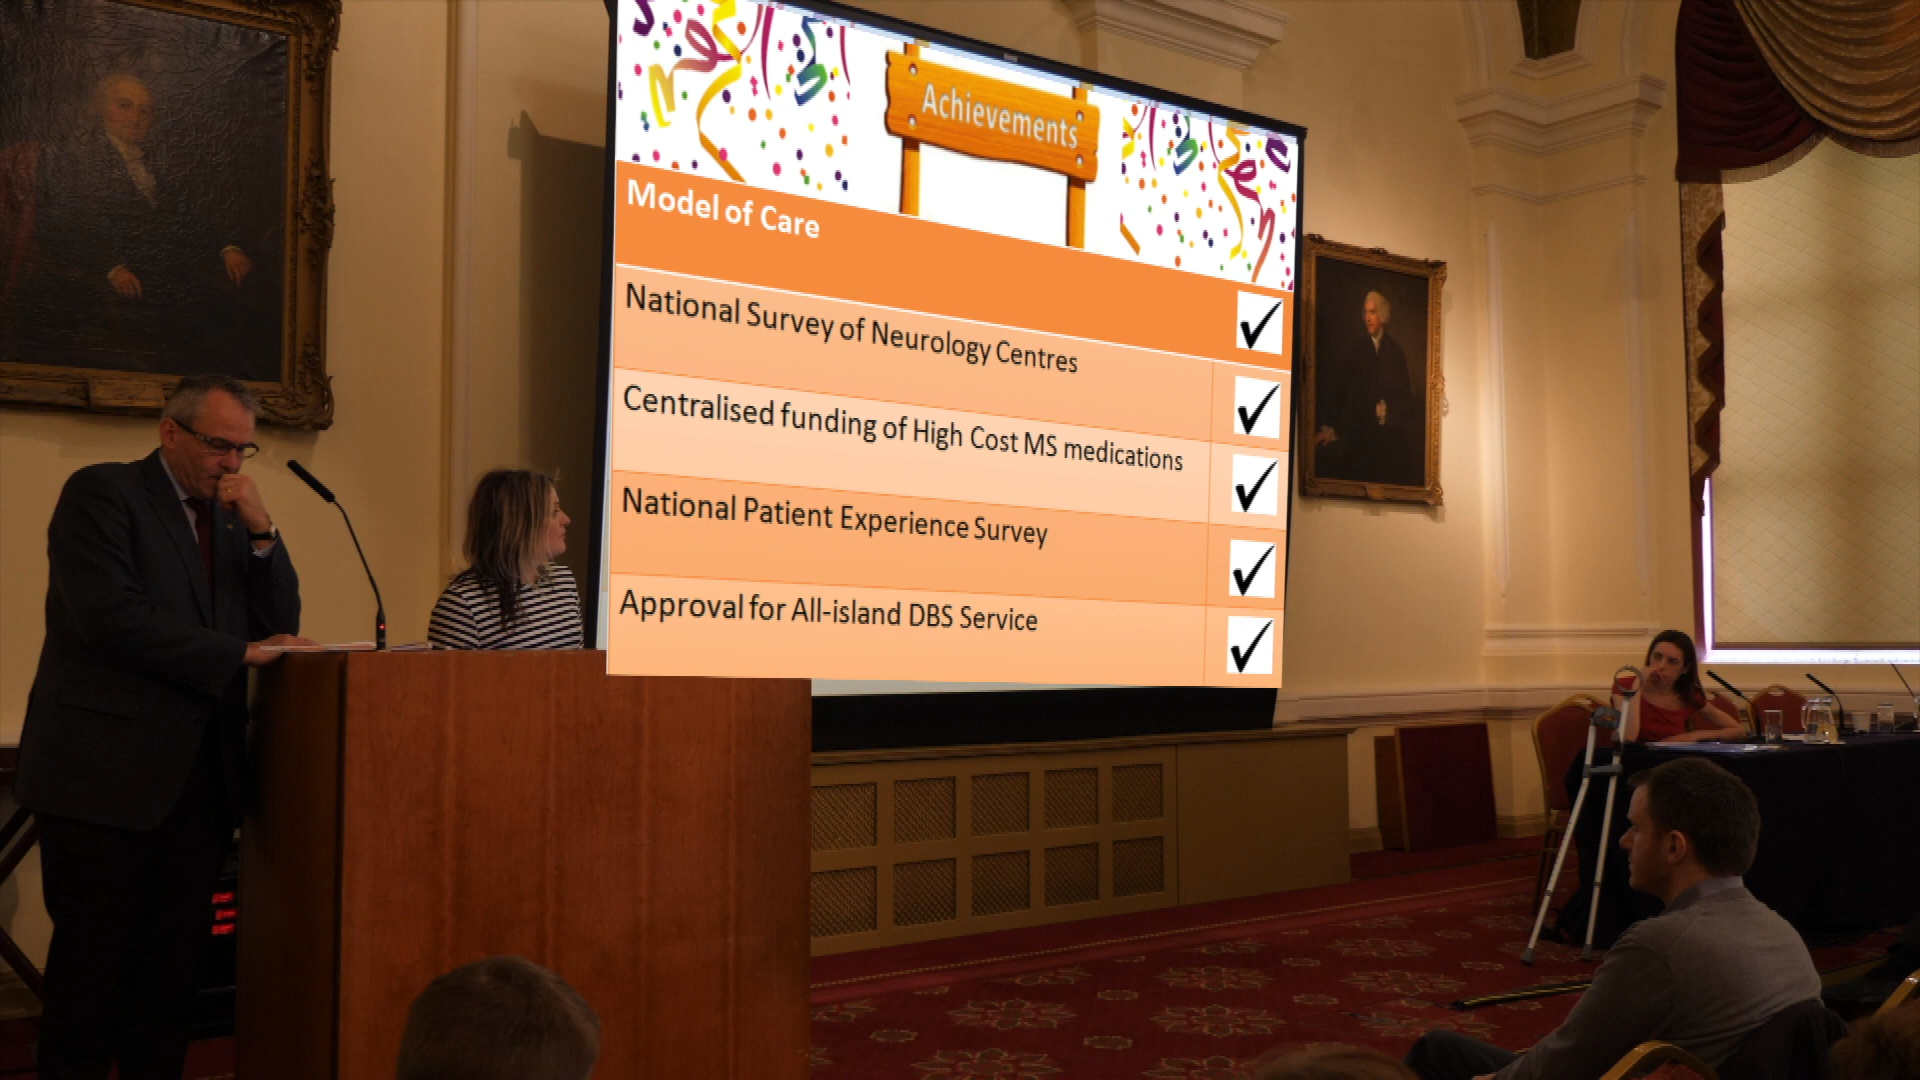 Achievements
Model of Care
National Survey of Neurology Centres
Centralised funding of High Cost MS medications
National Patient Experience Survey
Approval for All-island DBS Service